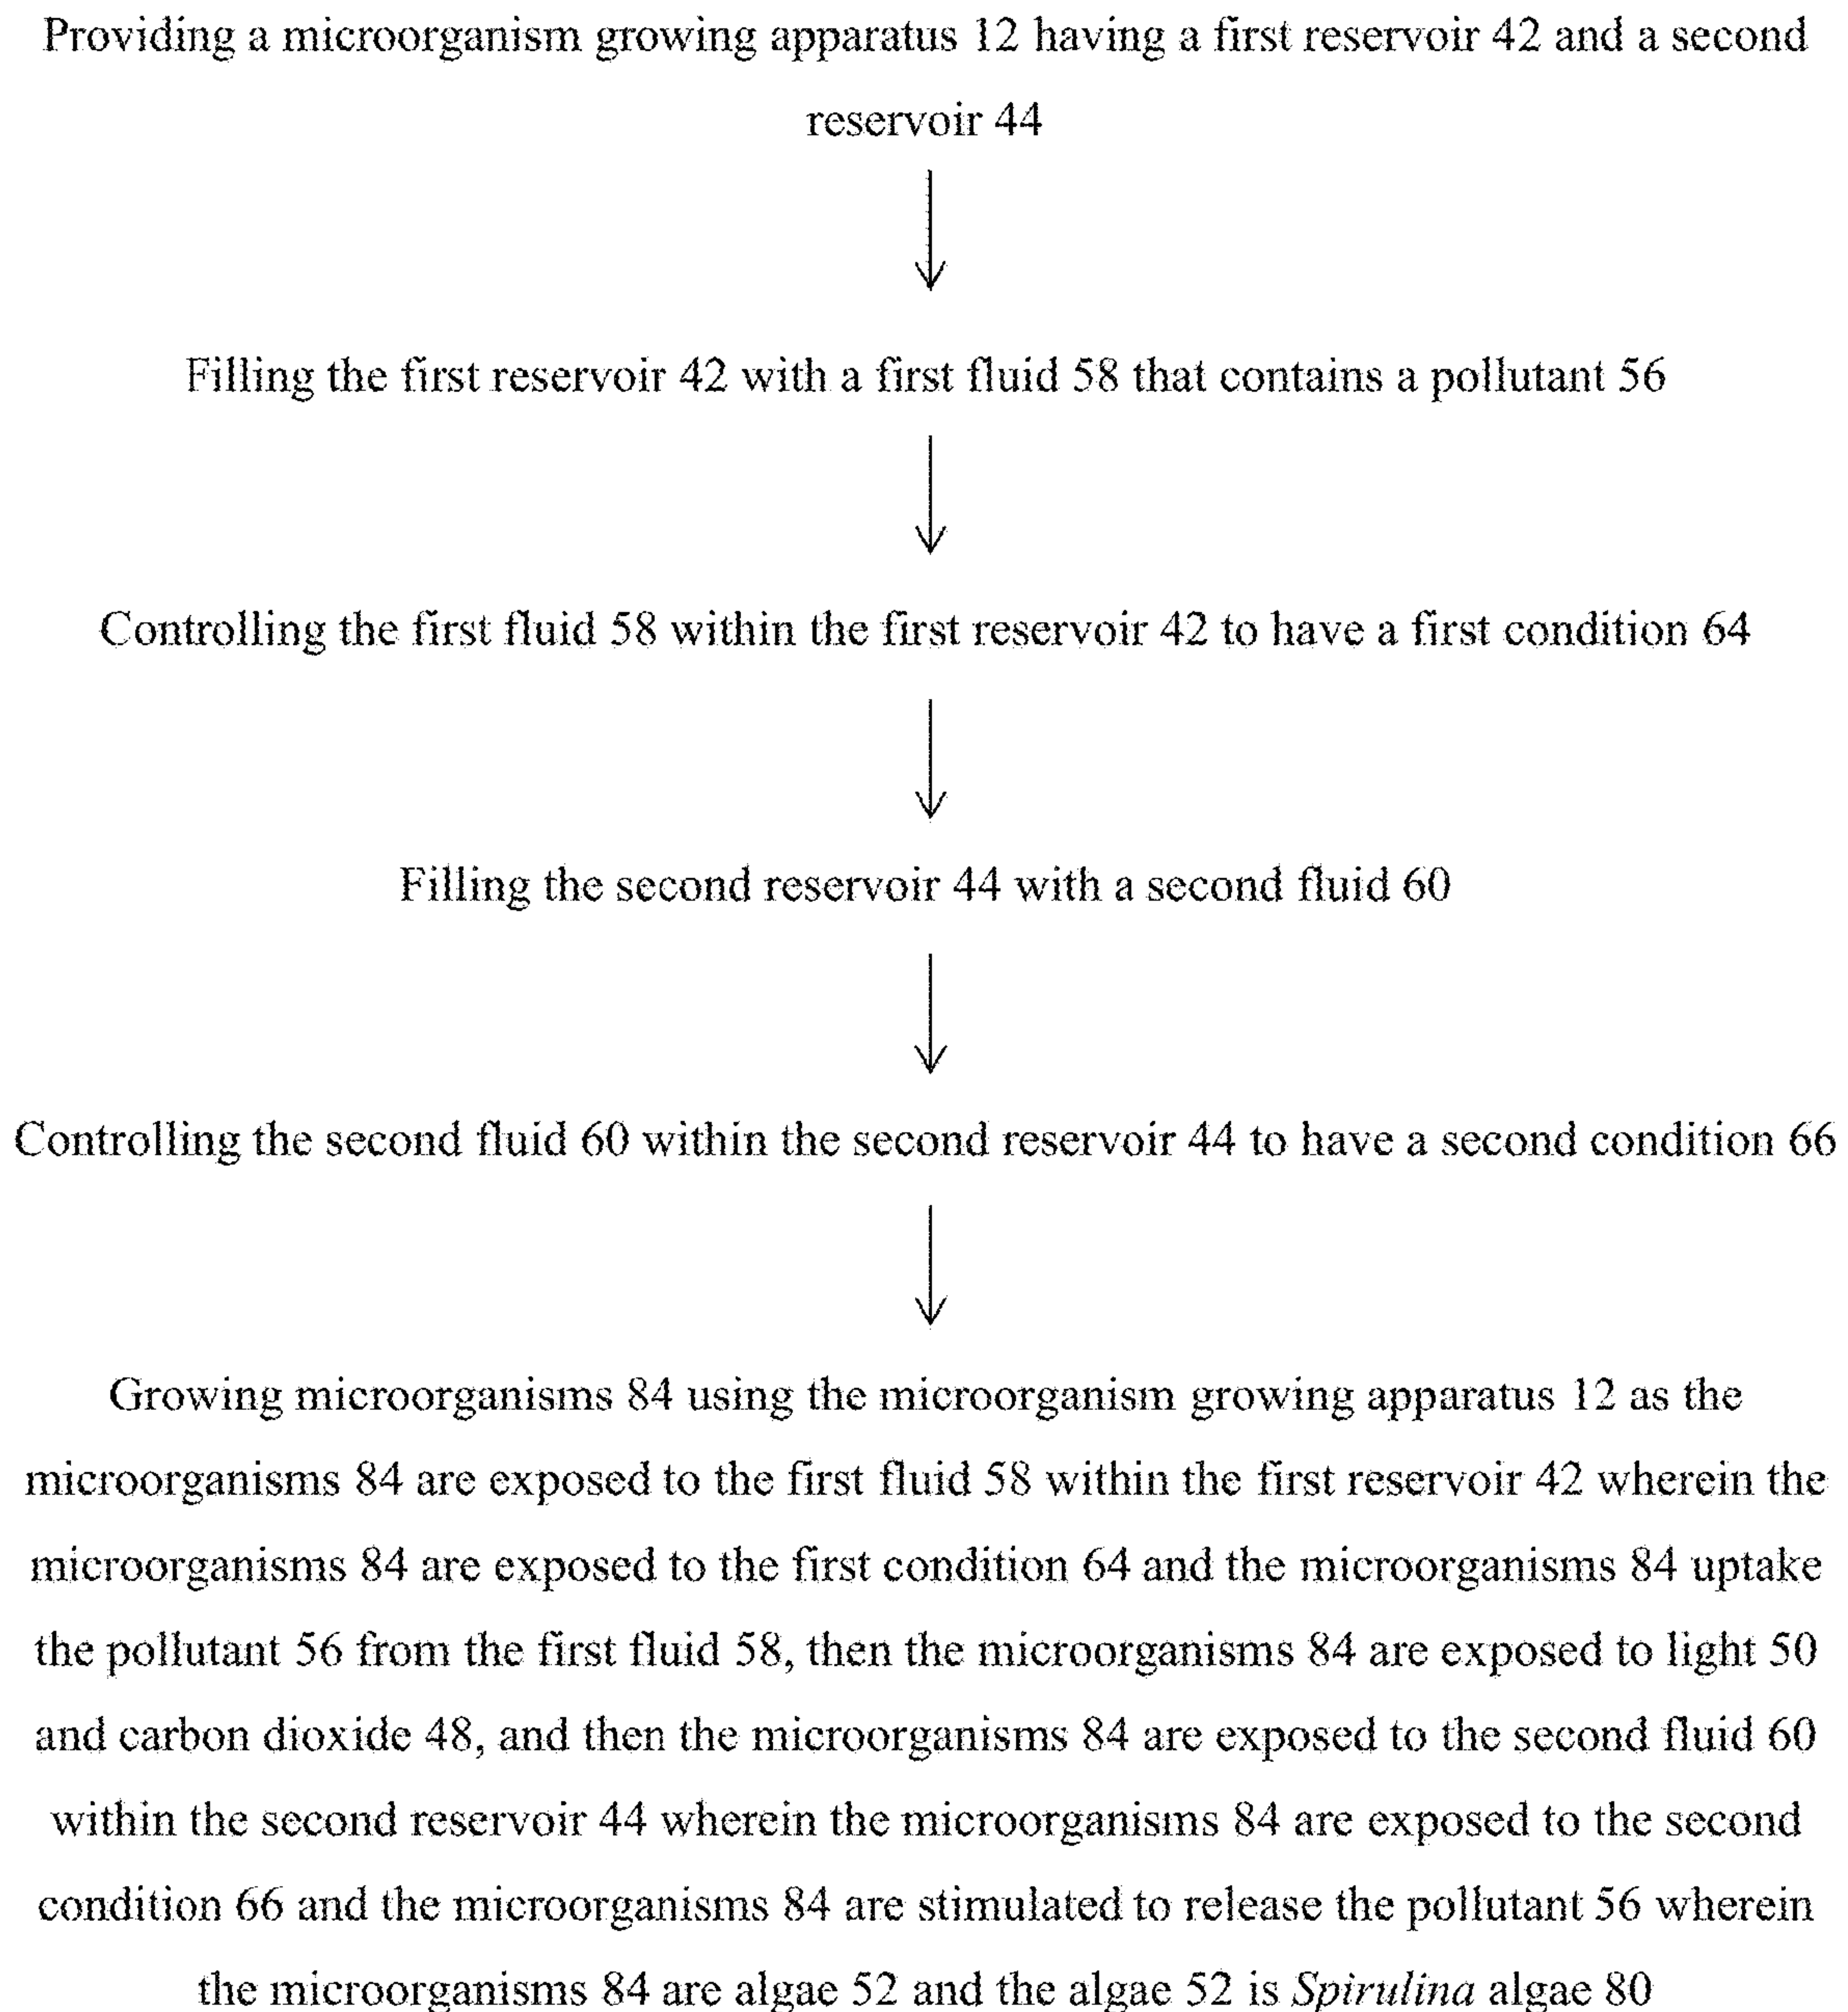 Providing a microorganism growing apparatus 12 having a first reservoir 42 and a second
reservoir 44
Filling the first reservoir 42 with a first fluid 58 that contains a pollutant 56
Controlling the first fluid 58 within the first reservoir 42 to have a first condition 64
Filling the second reservoir 44 with a second fluid 60
Controlling the second fluid 60 within the second reservoir 44 to have a second condition 66
Growing microorganisms 84 using the microorganism growing apparatus 12 as the
microorganisms 84 are exposed to the first fluid 58 within the first reservoir 42 wherein the
microorganisms 84 are exposed to the first condition 64 and the microorganisms 84 uptake
the pollutant 56 from the first fluid 58, then the microorganisms 84 are exposed to light 50
and carbon dioxide 48, and then the microorganisms 84 are exposed to the second fluid 60
within the second reservoir 44 wherein the microorganisms 84 are exposed to the second
condition 66 and the microorganisms 84 are stimulated to release the pollutant 56 wherein
the microorganisms 84 are algae 52 and the algae 52 is Spirulina algae 80